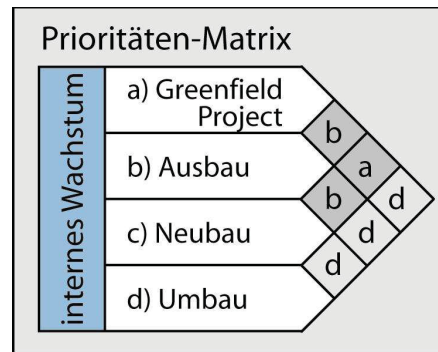 Prioritäten-Matrix
internes Wachstum
a) Greenfield
Project
b) Ausbau
c) Neubau
d) Umbau
b
a
b
d
d
d